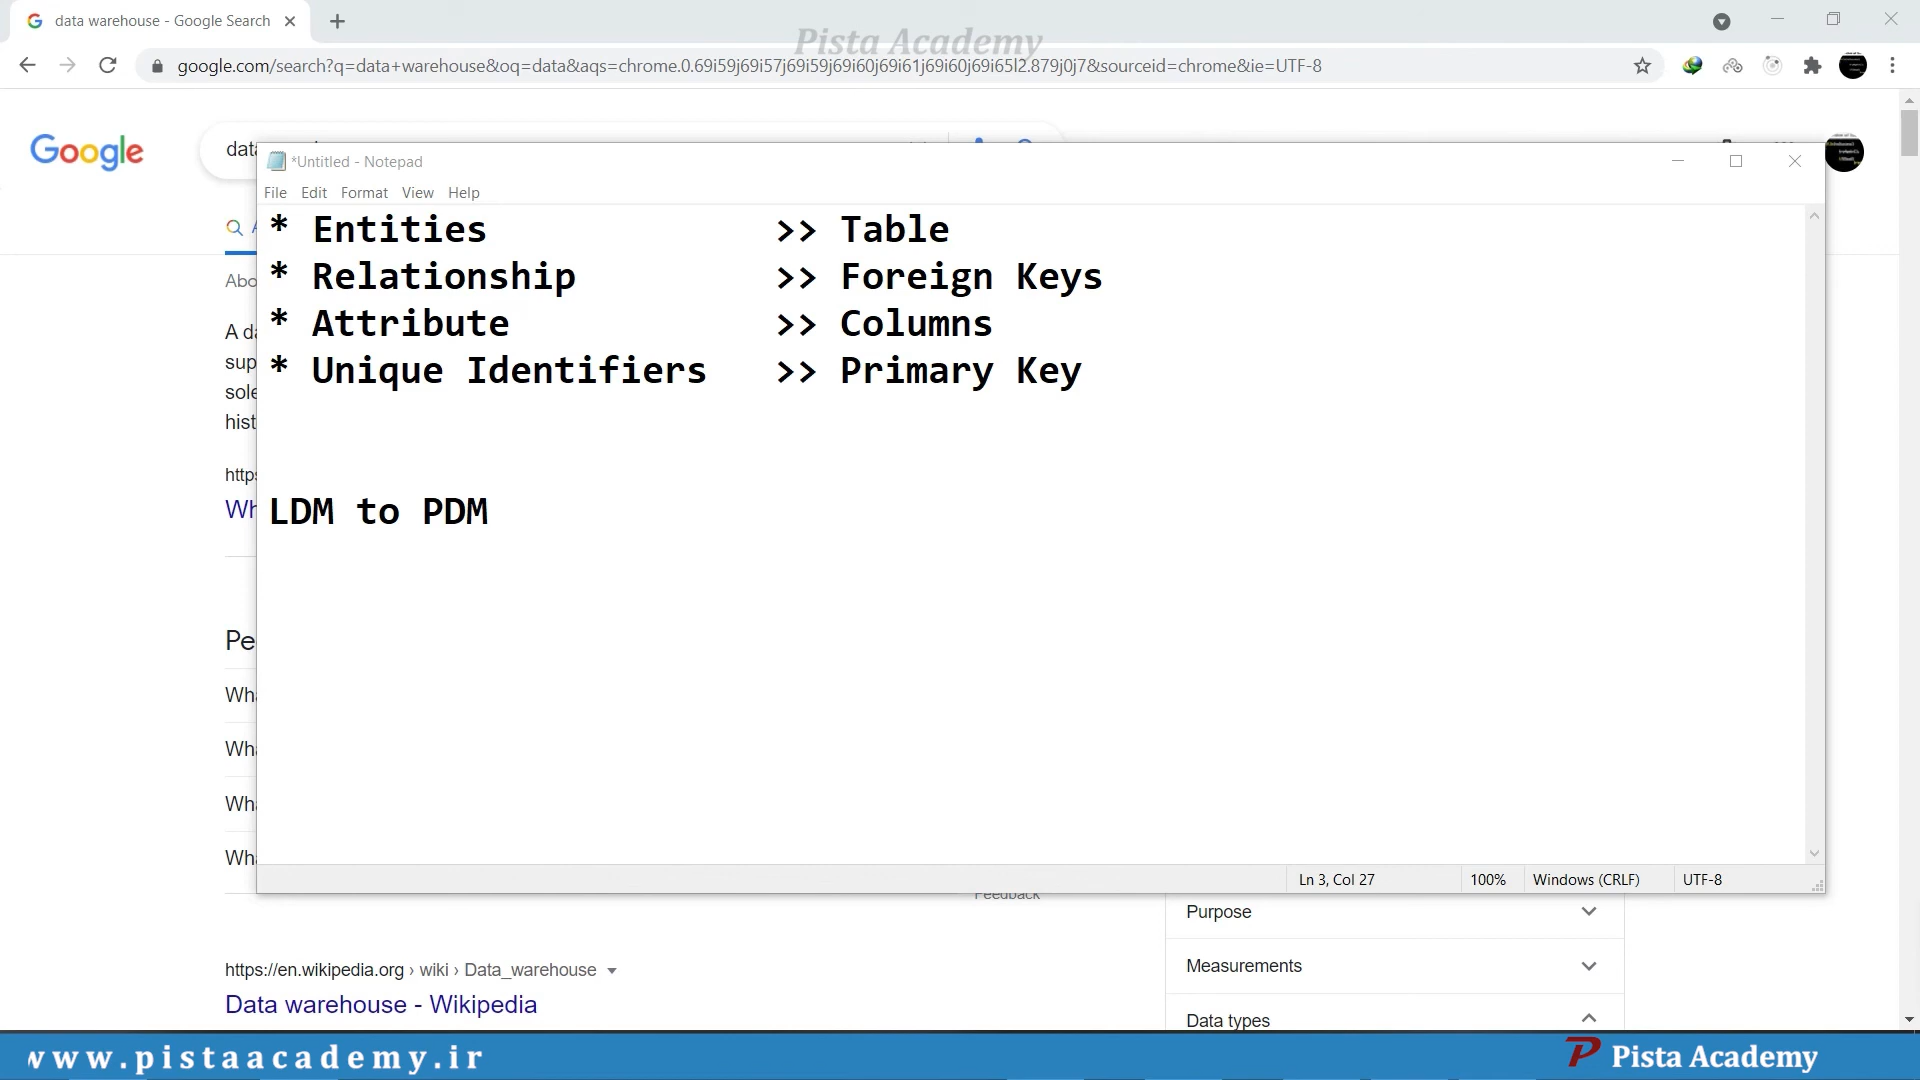 data warehouse - Google Search
Pista Academy
google.com/search?q=data+warehouse&oq=data&aqs=chrome.0.69i59j69i57j69i59j69i60j69i61j69i60j69i65l2.879j0j7&sourceid=chrome&ie=UTF-8
Google
*Untitled - Notepad
File Edit Format View Help
* Entities >> Table
* Relationship >> Foreign Keys
* Attribute >> Columns
* Unique Identifiers >> Primary Key
LDM to PDM
Ln 3, Col 27 100% Windows (CRLF) UTF-8
Feedback
Purpose
Measurements
https://en.wikipedia.org › wiki › Data_warehouse
Data warehouse - Wikipedia
Data types
www.pistaacademy.ir
Pista Academy